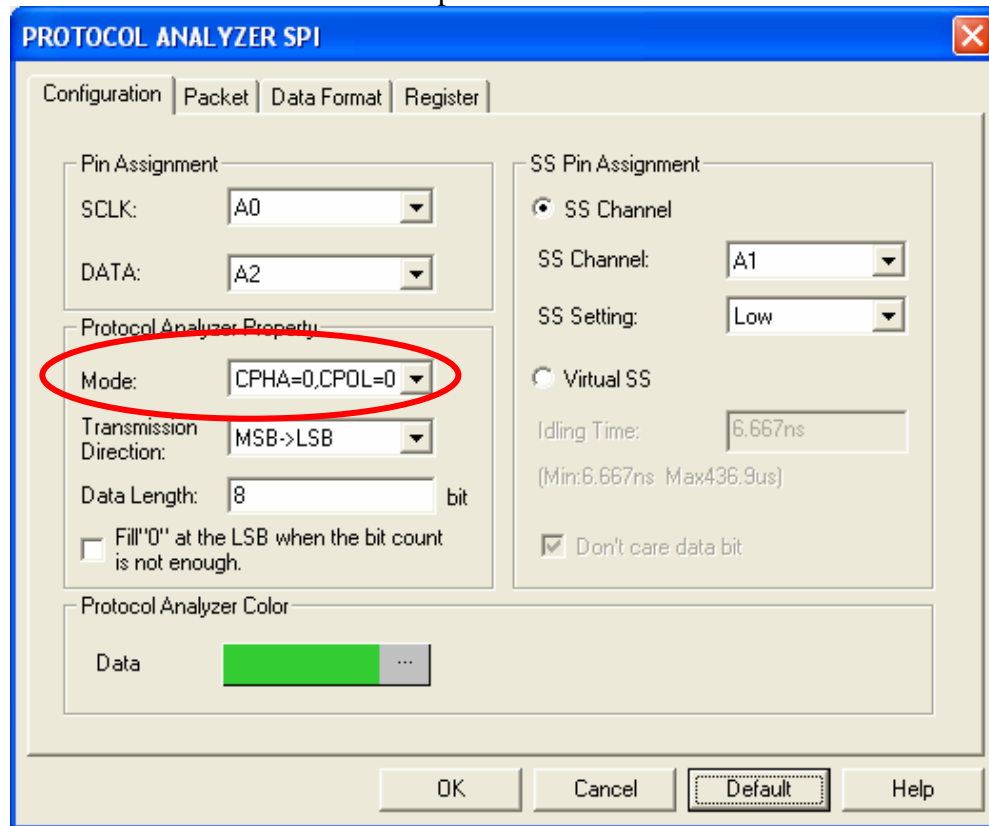 PROTOCOL ANALYZER SPI
Configuration Packet Data Format Register
Pin Assignment
SCLK: A0
DATA: A2
Protocol Analyzer Property
Mode: CPHA=0,CPOL=0
Transmission
Direction: MSB->LSB
Data Length: 8 bit
Fill"0" at the LSB when the bit count
is not enough.
SS Pin Assignment
SS Channel
SS Channel: A1
SS Setting: Low
Virtual SS
Idling Time: 6.667ns
(Min:6.667ns Max436.9us)
Don't care data bit
Protocol Analyzer Color
Data ...
OK Cancel Default Help